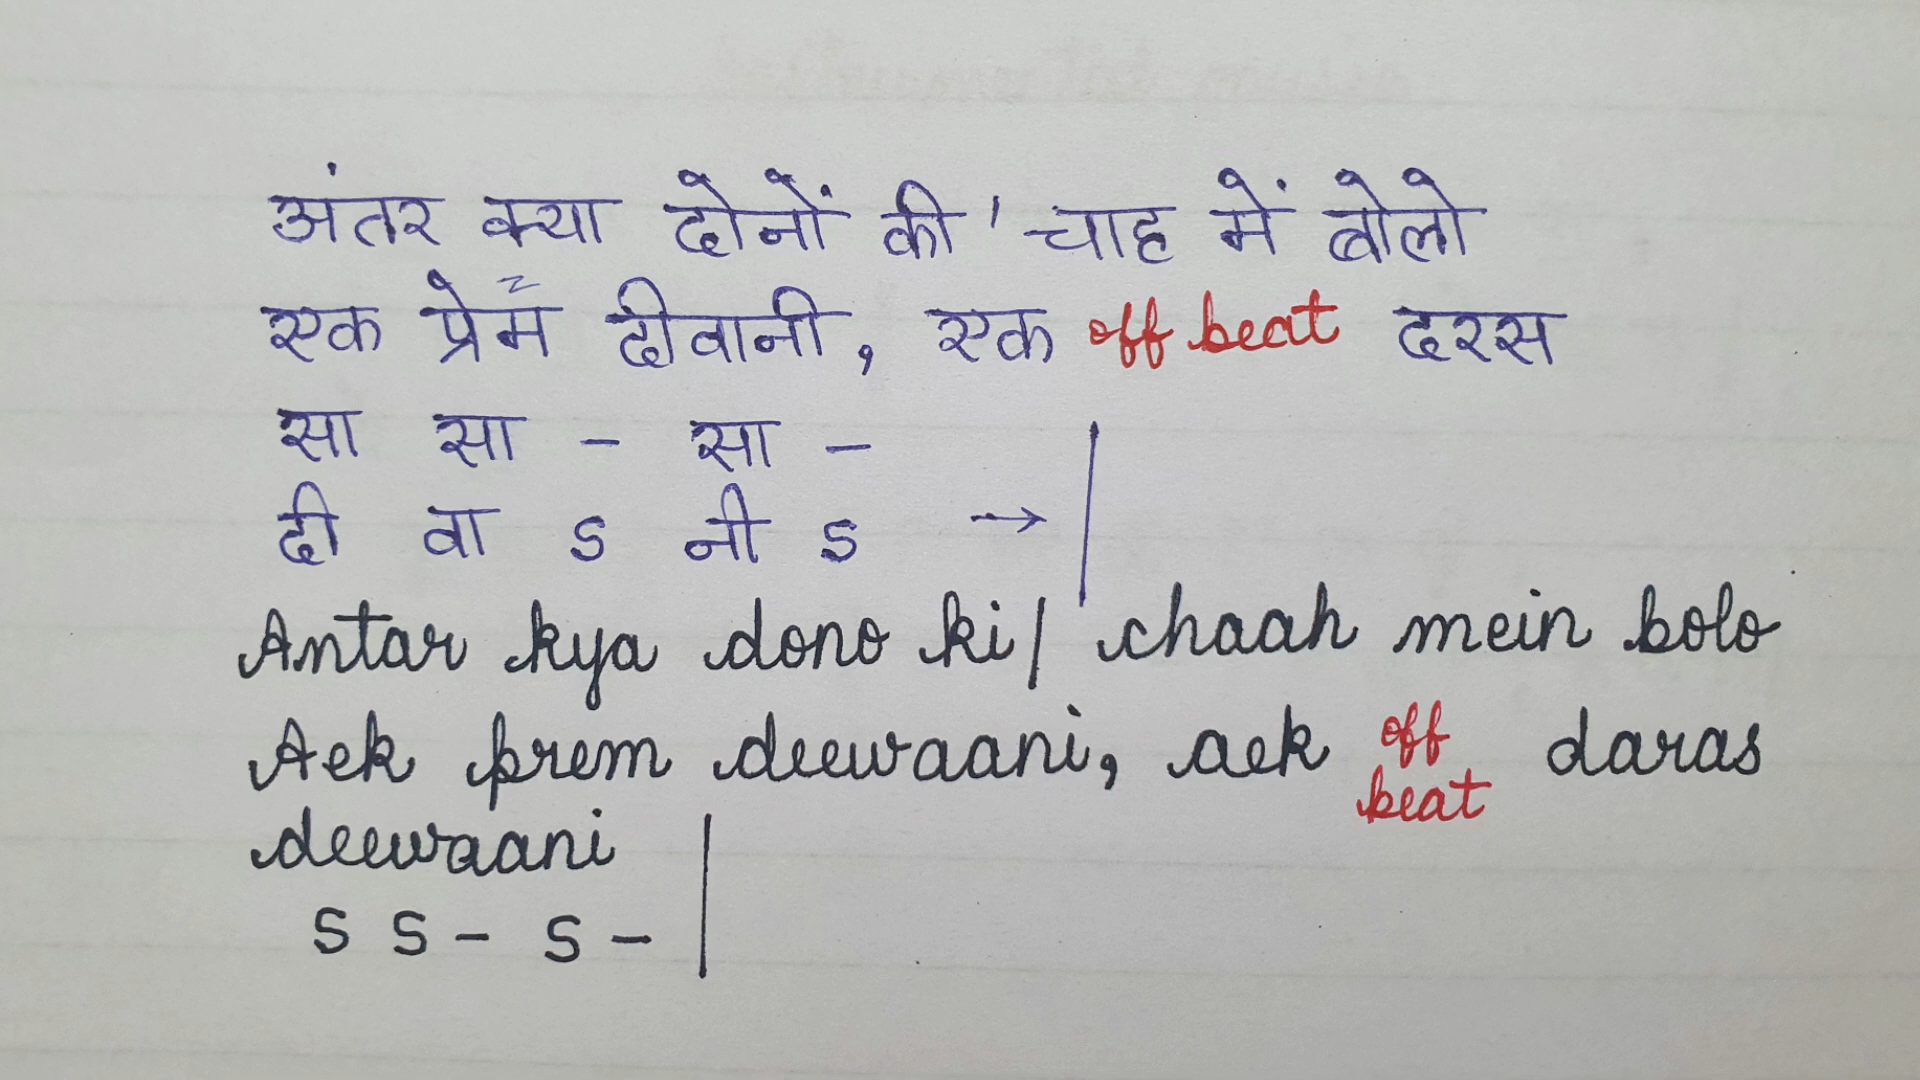 अंतर क्या दोनों की ' चाह में बोलो
एक प्रेम दीवानी, एक off beat दरस
सा सा - सा -
दी वा s नी s → |
Antar kya dono ki / chaah mein bolo
Aek prem deewaani, aek off beat daras
deewaani
S S - S - |